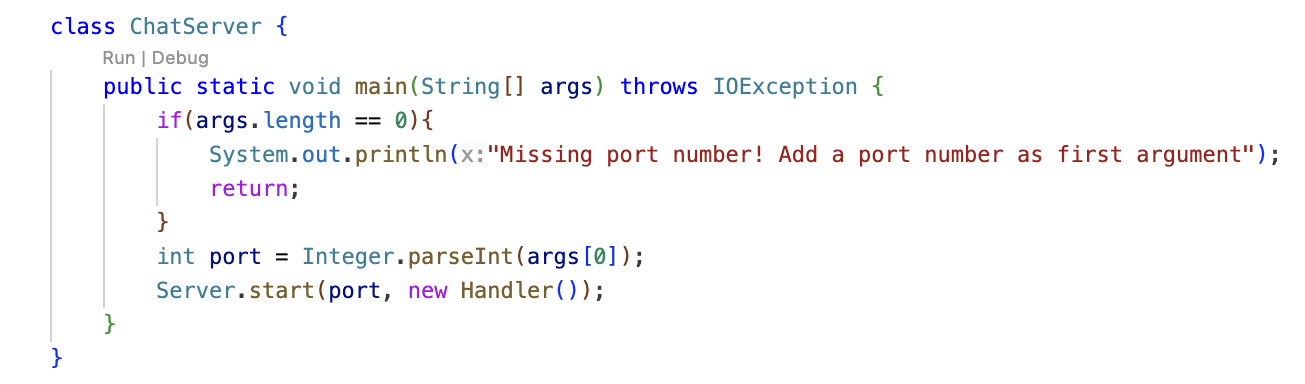 class ChatServer {
Run | Debug
public static void main(String[] args) throws IOException {
if(args.length == 0){
System.out.println(x:"Missing port number! Add a port number as first argument");
return;
}
int port = Integer.parseInt(args[0]);
Server.start(port, new Handler());
}
}